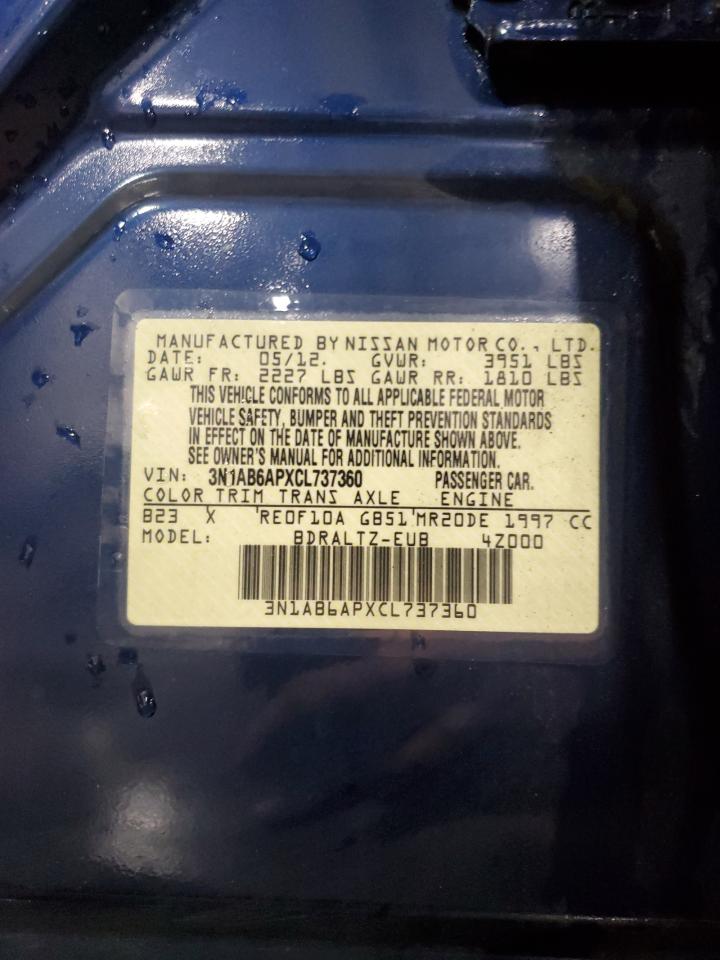 MANUFACTURED BY NISSAN MOTOR CO., LTD.
DATE: 05/12. GVWR: 3951 LBS
GAWR FR: 2227 LBS GAWR RR: 1810 LBS
THIS VEHICLE CONFORMS TO ALL APPLICABLE FEDERAL MOTOR
VEHICLE SAFETY, BUMPER AND THEFT PREVENTION STANDARDS
IN EFFECT ON THE DATE OF MANUFACTURE SHOWN ABOVE.
SEE OWNER'S MANUAL FOR ADDITIONAL INFORMATION.
VIN: 3N1AB6APXCL737360 PASSENGER CAR.
COLOR TRIM TRANS AXLE ENGINE
B23 X RE0F10A GB51 MR20DE 1997 CC
MODEL: BDRALTZ-EUB 4Z000
3N1AB6APXCL737360